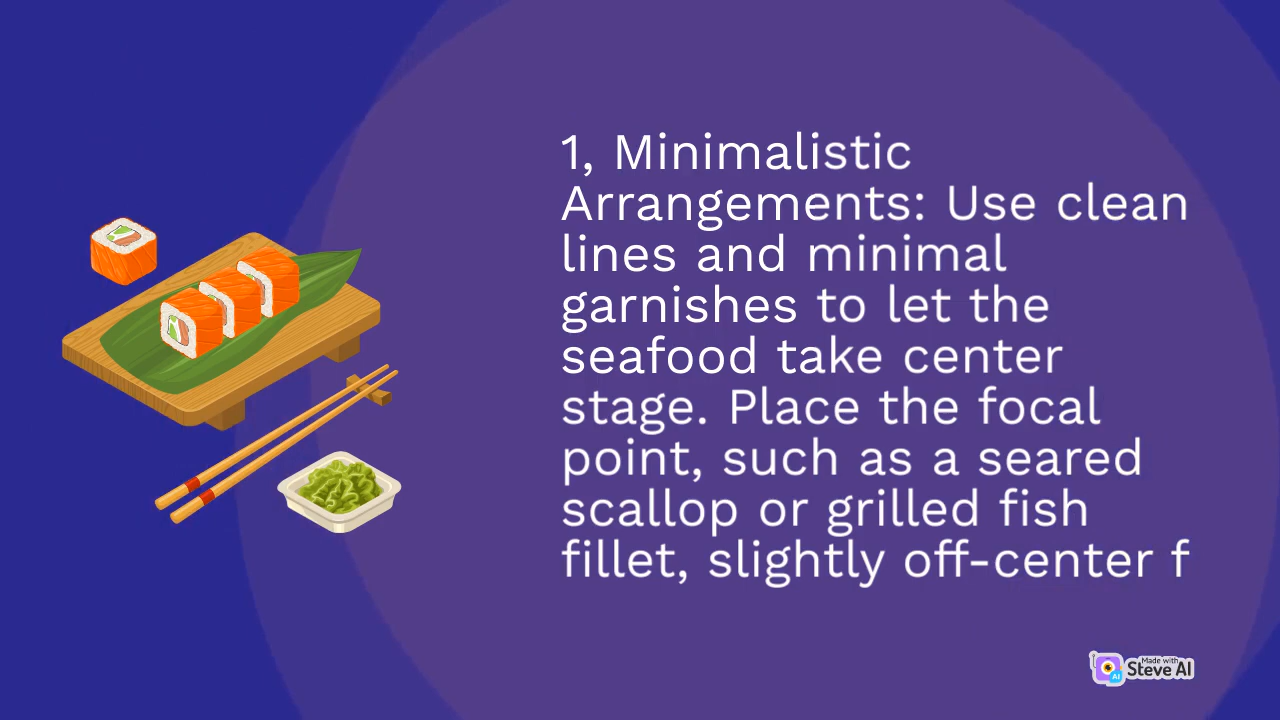 1, Minimalistic
Arrangements: Use clean
lines and minimal
garnishes to let the
seafood take center
stage. Place the focal
point, such as a seared
scallop or grilled fish
fillet, slightly off-center f
Made with
Steve AI
AI